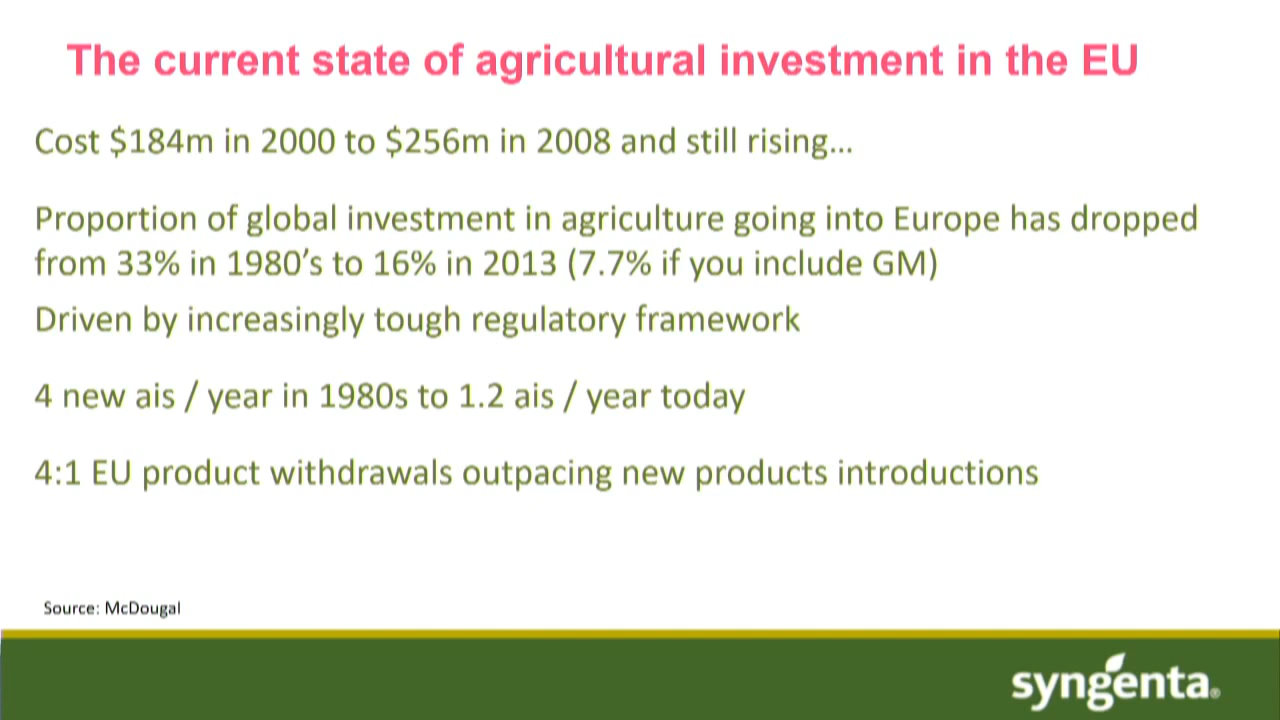 The current state of agricultural investment in the EU
Cost $184m in 2000 to $256m in 2008 and still rising…
Proportion of global investment in agriculture going into Europe has dropped
from 33% in 1980’s to 16% in 2013 (7.7% if you include GM)
Driven by increasingly tough regulatory framework
4 new ais / year in 1980s to 1.2 ais / year today
4:1 EU product withdrawals outpacing new products introductions
Source: McDougal
syngenta®